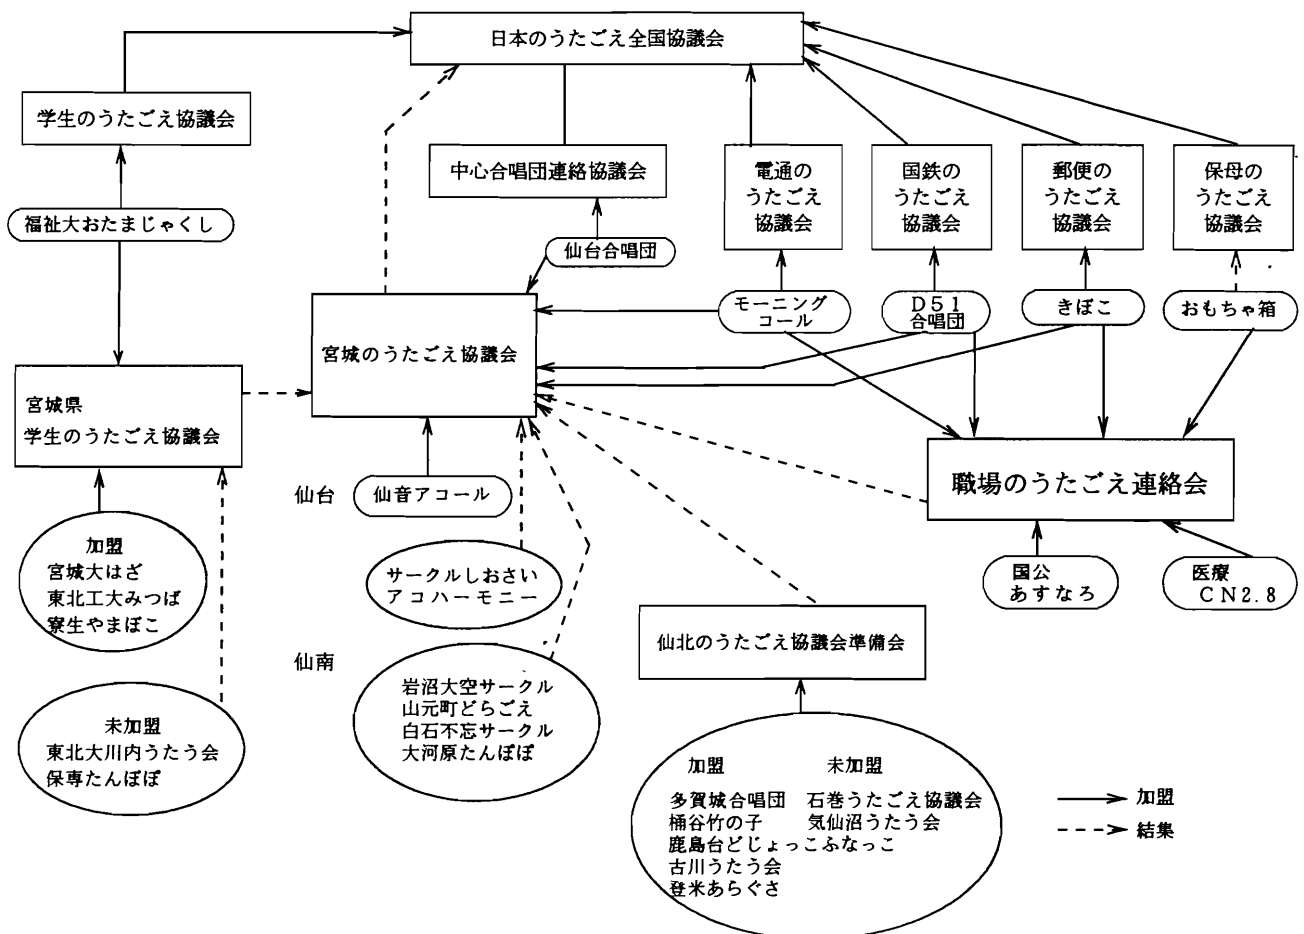 日本のうたごえ全国協議会
学生のうたごえ協議会
中心合唱団連絡協議会
電通の
うたごえ
協議会
国鉄の
うたごえ
協議会
郵便の
うたごえ
協議会
保母の
うたごえ
協議会
福祉大おたまじゃくし
仙台合唱団
モーニング
コール
D51
合唱団
きぼこ
おもちゃ箱
宮城のうたごえ協議会
宮城県
学生のうたごえ協議会
職場のうたごえ連絡会
仙台
仙音アコール
加盟
宮城大はざ
東北工大みつば
寮生やまぼこ
サークルしおさい
アコハーモニー
国公
あすなろ
医療
CN2.8
仙北のうたごえ協議会準備会
仙南
岩沼大空サークル
山元町どらごえ
白石不忘サークル
大河原たんぽぽ
未加盟
東北大川内うたう会
保専たんぽぽ
加盟
未加盟
多賀城合唱団
石巻うたごえ協議会
桶谷竹の子
気仙沼うたう会
鹿島台どじょっこふなっこ
古川うたう会
登米あらぐさ
加盟
結集